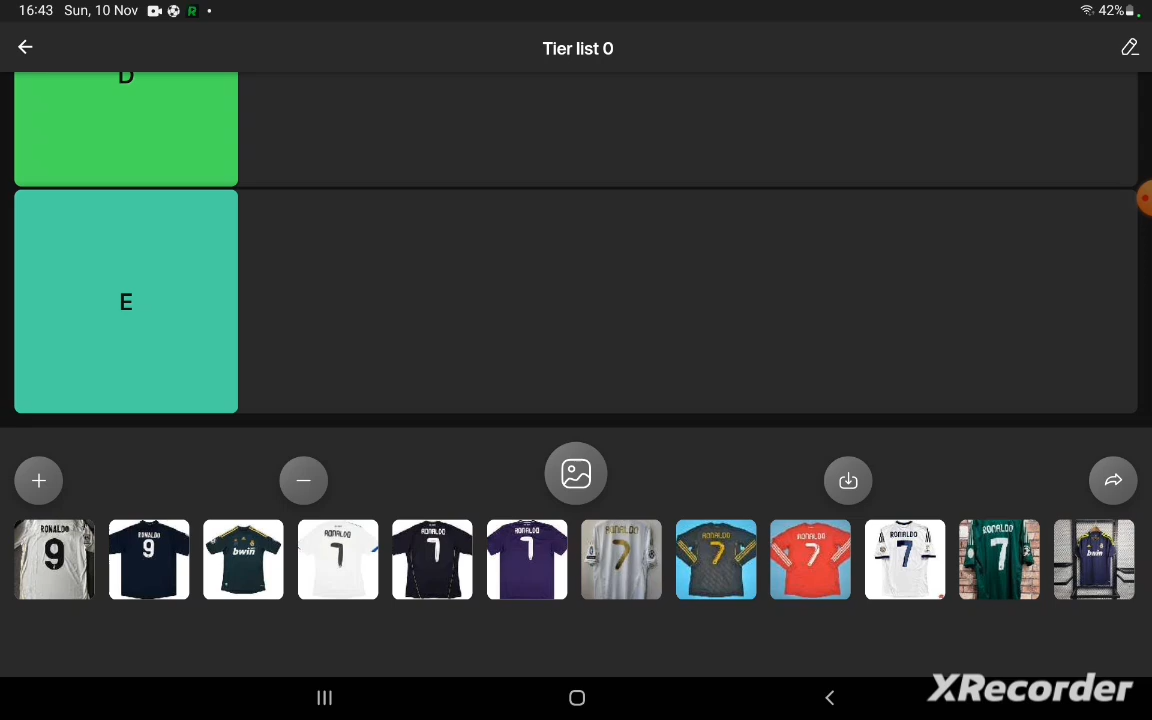 16:43 Sun, 10 Nov R
42%
Tier list 0
D
E
RONALDO
9
RONALDO
9
bwin
7
RONALDO
7
RONALDO
7
RONALDO
7
RONALDO
7
RONALDO
7
RONALDO
7
RONALDO
7
bwin
XRecorder